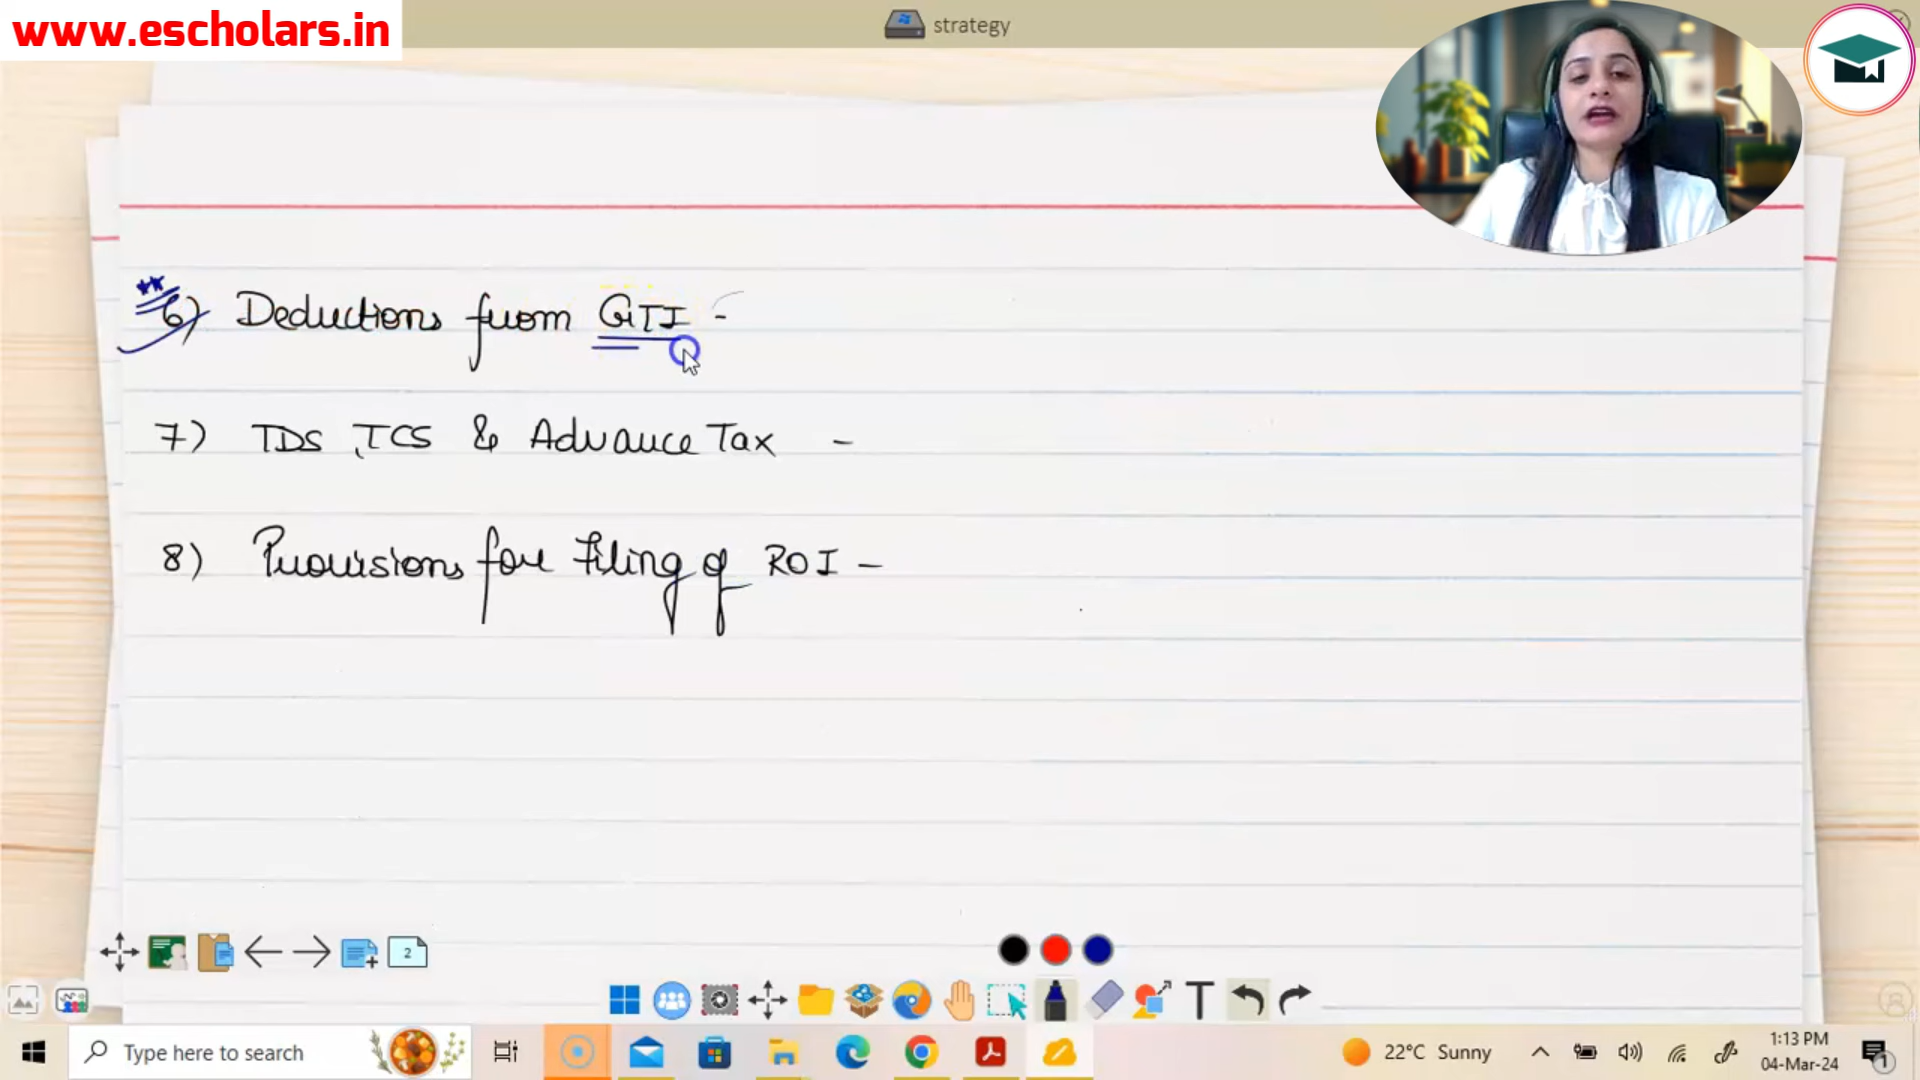 www.escholars.in
strategy
6) Deductions from GTI -
7) TDS, TCS & Advance Tax -
8) Provisions for Filing of ROI -
2
T
Type here to search
22°C Sunny
1:13 PM
04-Mar-24
1